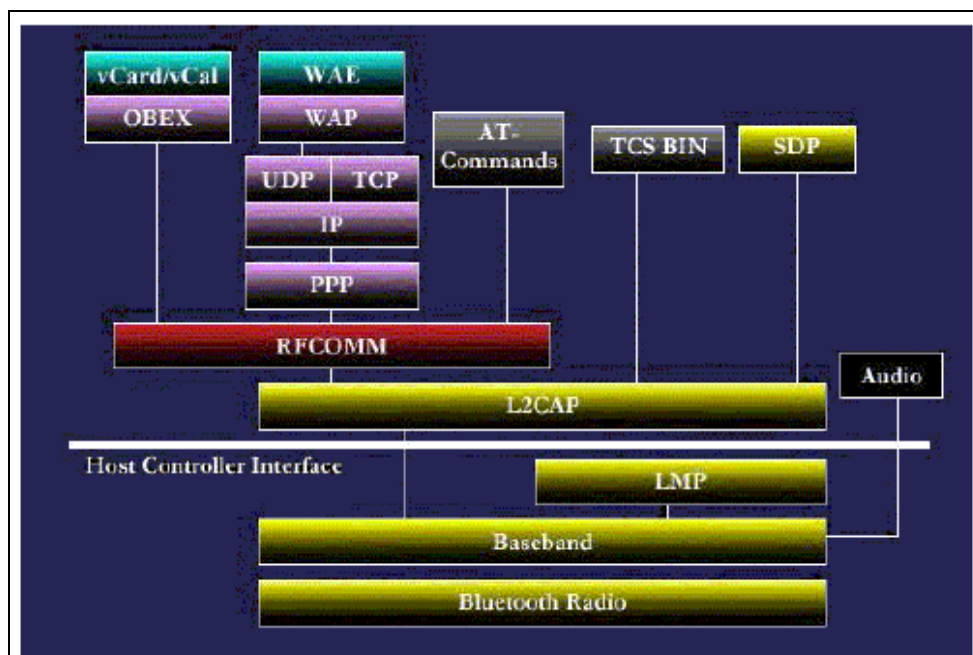 vCard/vCal
OBEX
WAE
WAP
UDP
TCP
IP
PPP
AT-
Commands
TCS BIN
SDP
RFCOMM
L2CAP
Audio
Host Controller Interface
LMP
Baseband
Bluetooth Radio